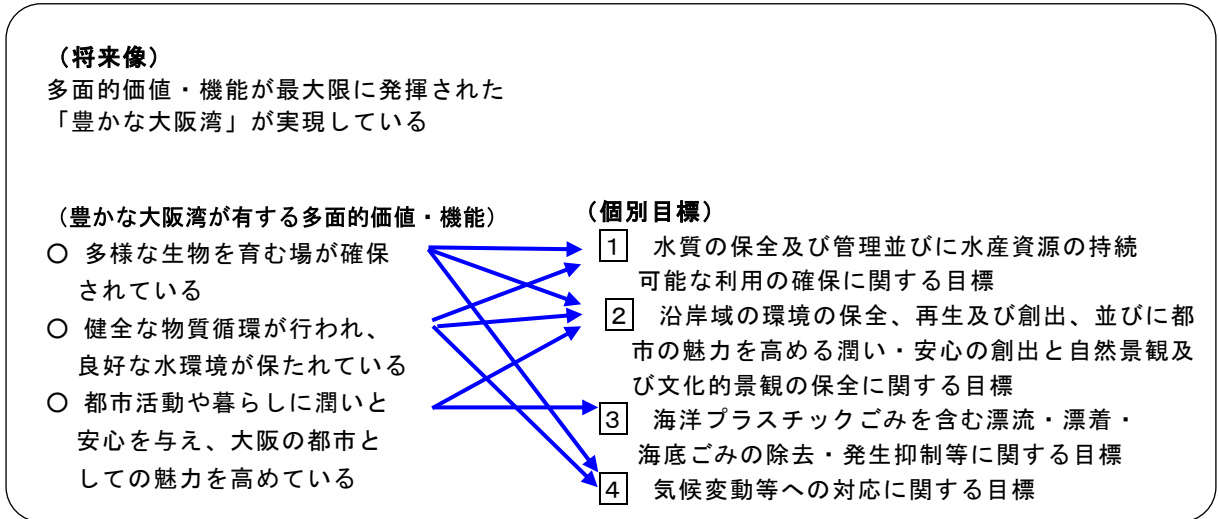 （将来像）
多面的価値・機能が最大限に発揮された
「豊かな大阪湾」が実現している
（豊かな大阪湾が有する多面的価値・機能）
○ 多様な生物を育む場が確保
されている
○ 健全な物質循環が行われ、
良好な水環境が保たれている
○ 都市活動や暮らしに潤いと
安心を与え、大阪の都市と
しての魅力を高めている
（個別目標）
1 水質の保全及び管理並びに水産資源の持続
可能な利用の確保に関する目標
2 沿岸域の環境の保全、再生及び創出、並びに都
市の魅力を高める潤い・安心の創出と自然景観及
び文化的景観の保全に関する目標
3 海洋プラスチックごみを含む漂流・漂着・
海底ごみの除去・発生抑制等に関する目標
4 気候変動等への対応に関する目標